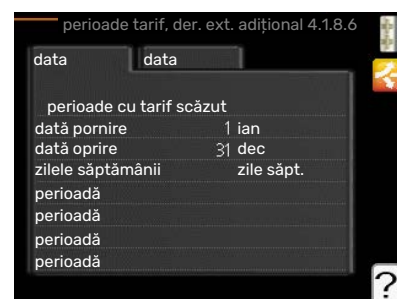 perioade tarif, der. ext. adițional 4.1.8.6
data data
perioade cu tarif scăzut
dată pornire 1 ian
dată oprire 31 dec
zilele săptămânii zile săpt.
perioadă
perioadă
perioadă
perioadă
?